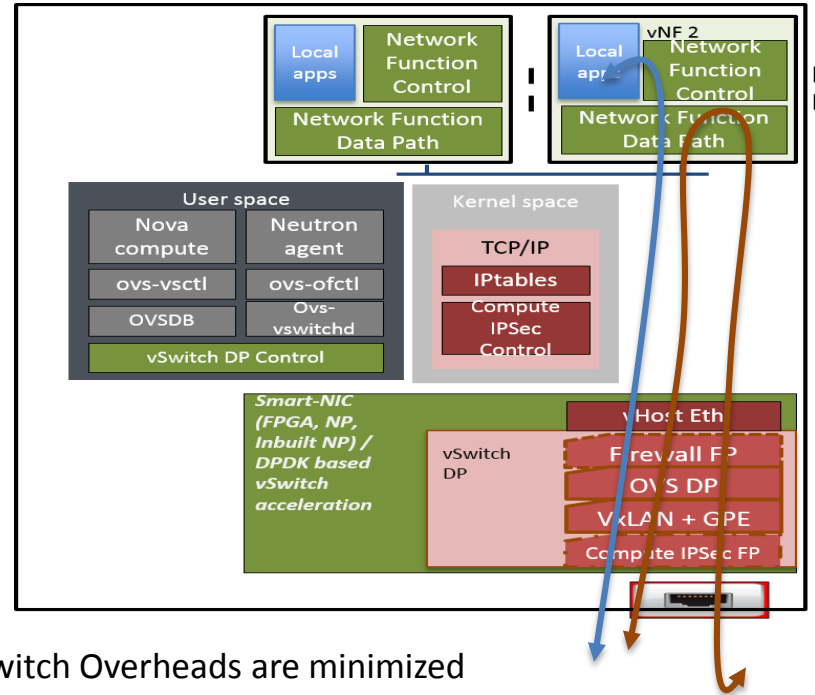 Local
apps
Network
Function
Control
Network Function
Data Path
vNF 2
Local
apps
Network
Function
Control
Network Function
Data Path
User space
Nova
compute
Neutron
agent
ovs-vsctl
ovs-ofctl
OVSDB
Ovs-
vswitchd
vSwitch DP Control
Kernel space
TCP/IP
IPtables
Compute
IPSec
Control
Smart-NIC
(FPGA, NP,
Inbuilt NP) /
DPDK based
vSwitch
acceleration
vSwitch
DP
vHost Eth
Firewall FP
OVS DP
VxLAN + GPE
Compute IPSec FP
witch Overheads are minimized